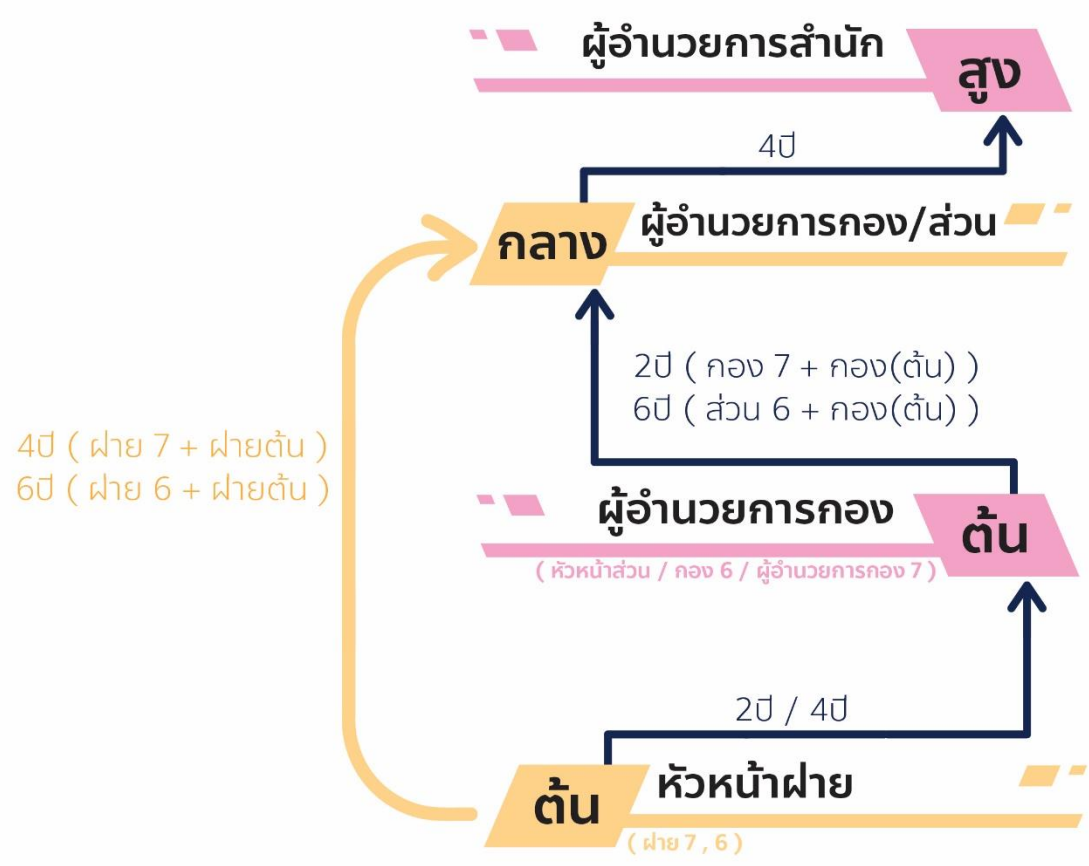 ผู้อำนวยการสำนัก
สูง
4ปี
กลาง
ผู้อำนวยการกอง/ส่วน
2ปี ( กอง 7 + กอง(ต้น) )
6ปี ( ส่วน 6 + กอง(ต้น) )
4ปี ( ฝ่าย 7 + ฝ่ายต้น )
6ปี ( ฝ่าย 6 + ฝ่ายต้น )
ผู้อำนวยการกอง
ต้น
( หัวหน้าส่วน / กอง 6 / ผู้อำนวยการกอง 7 )
2ปี / 4ปี
ต้น
หัวหน้าฝ่าย
( ฝ่าย 7 , 6 )